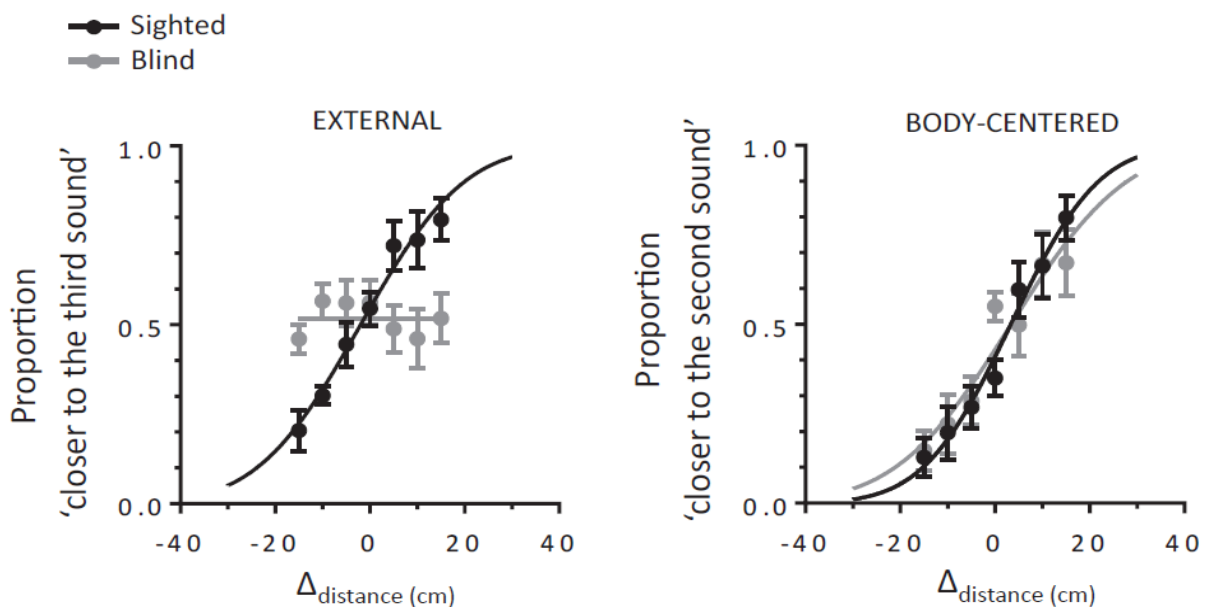 Sighted
Blind
EXTERNAL
Proportion
'closer to the third sound'
1.0
0.5
0.0
-40
-20
0
20
40
Δdistance (cm)
BODY-CENTERED
Proportion
'closer to the second sound'
1.0
0.5
0.0
-40
-20
0
20
40
Δdistance (cm)